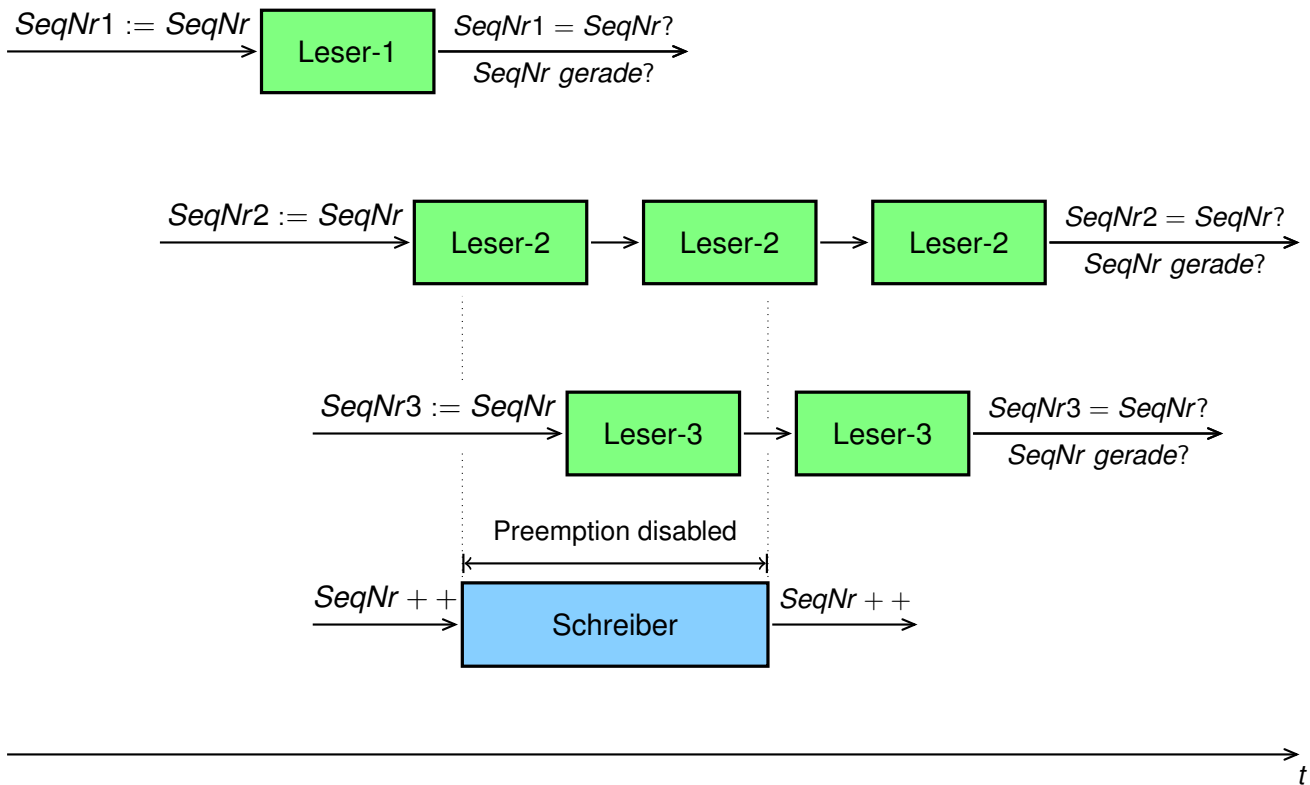 SeqNr1 := SeqNr
Leser-1
SeqNr1 = SeqNr?
SeqNr gerade?
SeqNr2 := SeqNr
Leser-2
Leser-2
Leser-2
SeqNr2 = SeqNr?
SeqNr gerade?
SeqNr3 := SeqNr
Leser-3
Leser-3
SeqNr3 = SeqNr?
SeqNr gerade?
Preemption disabled
SeqNr + +
Schreiber
SeqNr + +
t